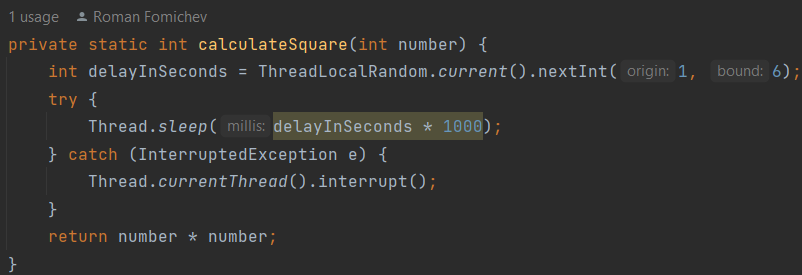 1 usage Roman Fomichev
private static int calculateSquare(int number) {
    int delayInSeconds = ThreadLocalRandom.current().nextInt( origin: 1, bound: 6);
    try {
        Thread.sleep( millis: delayInSeconds * 1000);
    } catch (InterruptedException e) {
        Thread.currentThread().interrupt();
    }
    return number * number;
}